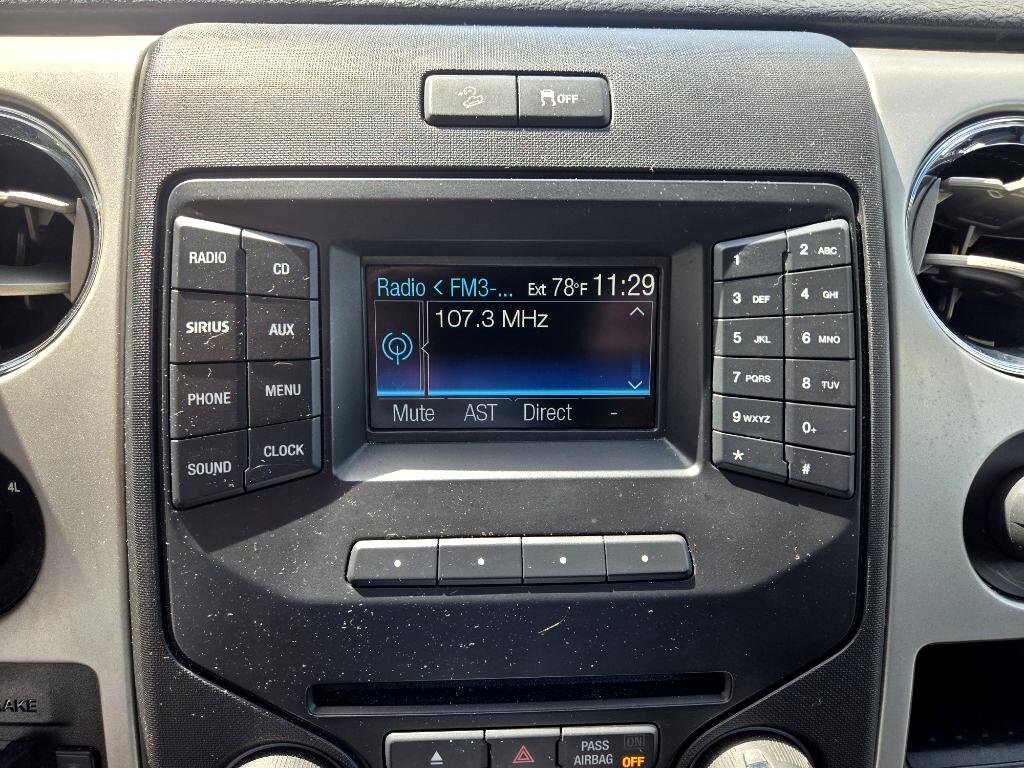 OFF
RADIO
CD
SIRIUS
AUX
PHONE
MENU
SOUND
CLOCK
Radio < FM3-... Ext 78°F 11:29
107.3 MHz
Mute AST Direct -
1
2 ABC
3 DEF
4 GHI
5 JKL
6 MNO
7 PQRS
8 TUV
9 WXYZ
0+
*
#
4L
AKE
PASS
AIRBAG
ON
OFF